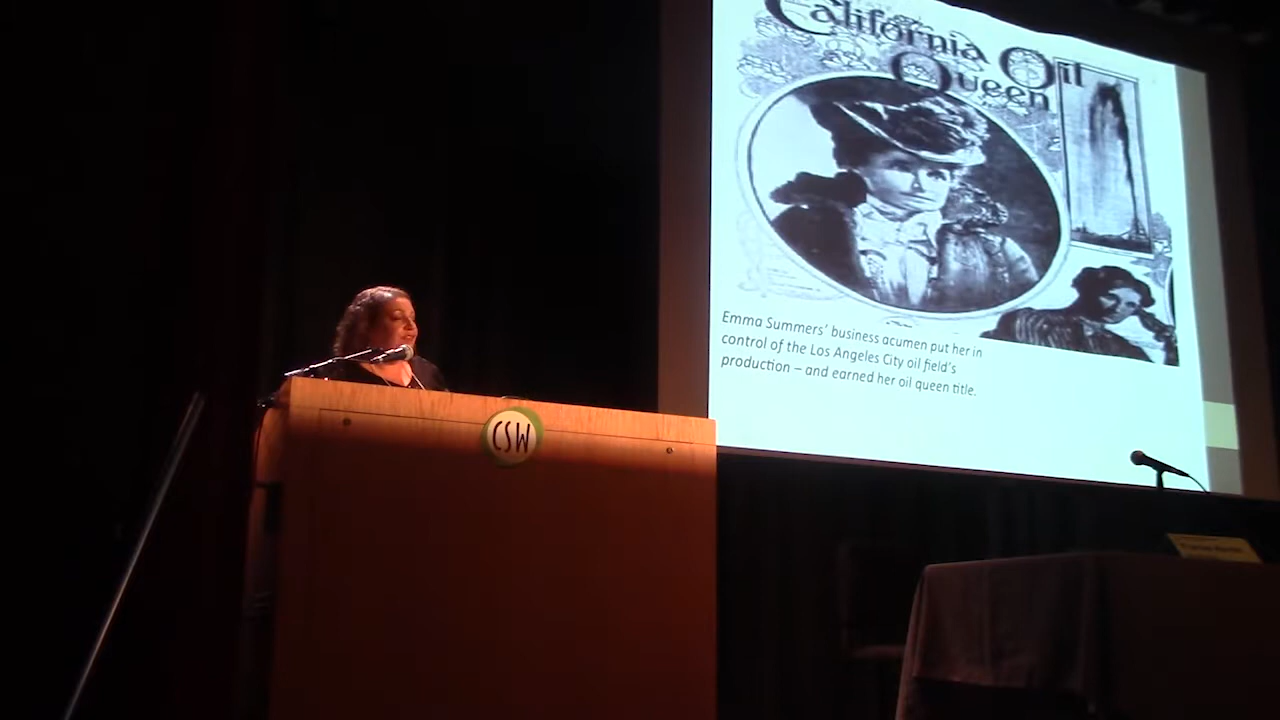 California Oil
Queen
Emma Summers' business acumen put her in
control of the Los Angeles City oil field's
production – and earned her oil queen title.
CSW